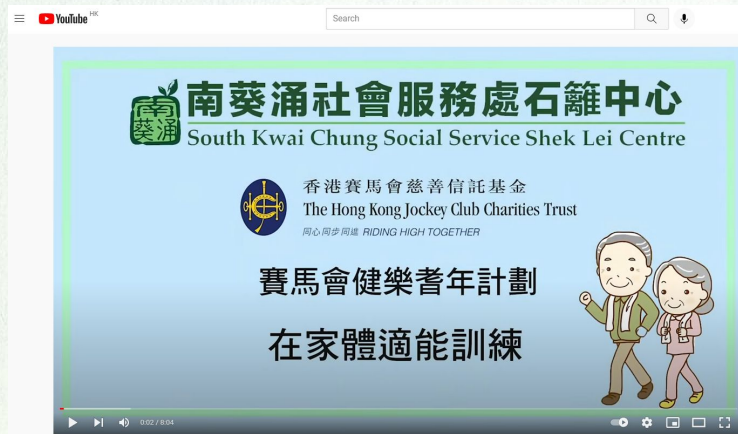 YouTube HK
Search
南葵涌
南葵涌社會服務處石籬中心
South Kwai Chung Social Service Shek Lei Centre
香港賽馬會慈善信託基金
The Hong Kong Jockey Club Charities Trust
同心同步同進 RIDING HIGH TOGETHER
賽馬會健樂耆年計劃
在家體適能訓練
0:02 / 8:04